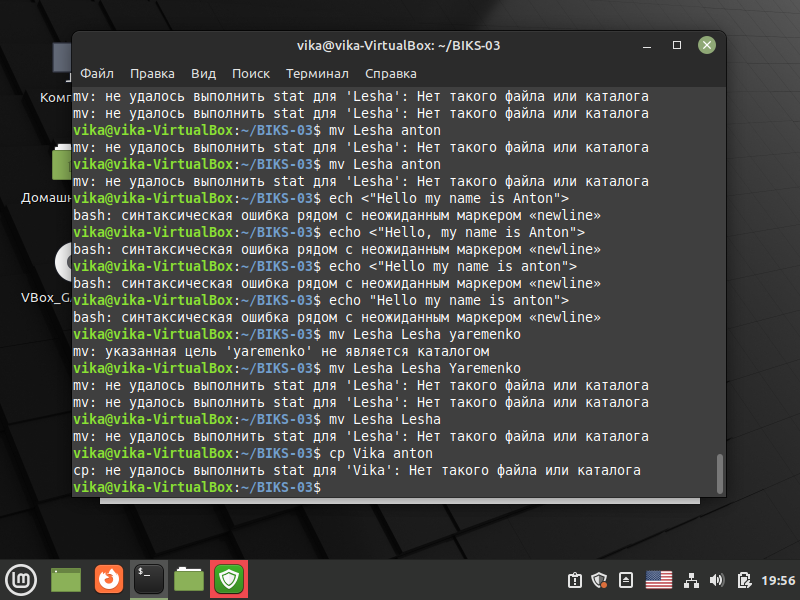 vika@vika-VirtualBox: ~/BIKS-03
Файл Правка Вид Поиск Терминал Справка
mv: не удалось выполнить stat для 'Lesha': Нет такого файла или каталога
mv: не удалось выполнить stat для 'Lesha': Нет такого файла или каталога
vika@vika-VirtualBox:~/BIKS-03$ mv Lesha anton
mv: не удалось выполнить stat для 'Lesha': Нет такого файла или каталога
vika@vika-VirtualBox:~/BIKS-03$ mv Lesha anton
mv: не удалось выполнить stat для 'Lesha': Нет такого файла или каталога
vika@vika-VirtualBox:~/BIKS-03$ ech <"Hello my name is Anton">
bash: синтаксическая ошибка рядом с неожиданным маркером «newline»
vika@vika-VirtualBox:~/BIKS-03$ echo <"Hello, my name is Anton">
bash: синтаксическая ошибка рядом с неожиданным маркером «newline»
vika@vika-VirtualBox:~/BIKS-03$ echo <"Hello my name is anton">
bash: синтаксическая ошибка рядом с неожиданным маркером «newline»
vika@vika-VirtualBox:~/BIKS-03$ echo "Hello my name is anton">
bash: синтаксическая ошибка рядом с неожиданным маркером «newline»
vika@vika-VirtualBox:~/BIKS-03$ mv Lesha Lesha yaremenko
mv: указанная цель 'yaremenko' не является каталогом
vika@vika-VirtualBox:~/BIKS-03$ mv Lesha Lesha Yaremenko
mv: не удалось выполнить stat для 'Lesha': Нет такого файла или каталога
mv: не удалось выполнить stat для 'Lesha': Нет такого файла или каталога
vika@vika-VirtualBox:~/BIKS-03$ mv Lesha Lesha
mv: не удалось выполнить stat для 'Lesha': Нет такого файла или каталога
vika@vika-VirtualBox:~/BIKS-03$ cp Vika anton
cp: не удалось выполнить stat для 'Vika': Нет такого файла или каталога
vika@vika-VirtualBox:~/BIKS-03$
Комп
Домашн
VBox_G
19:56